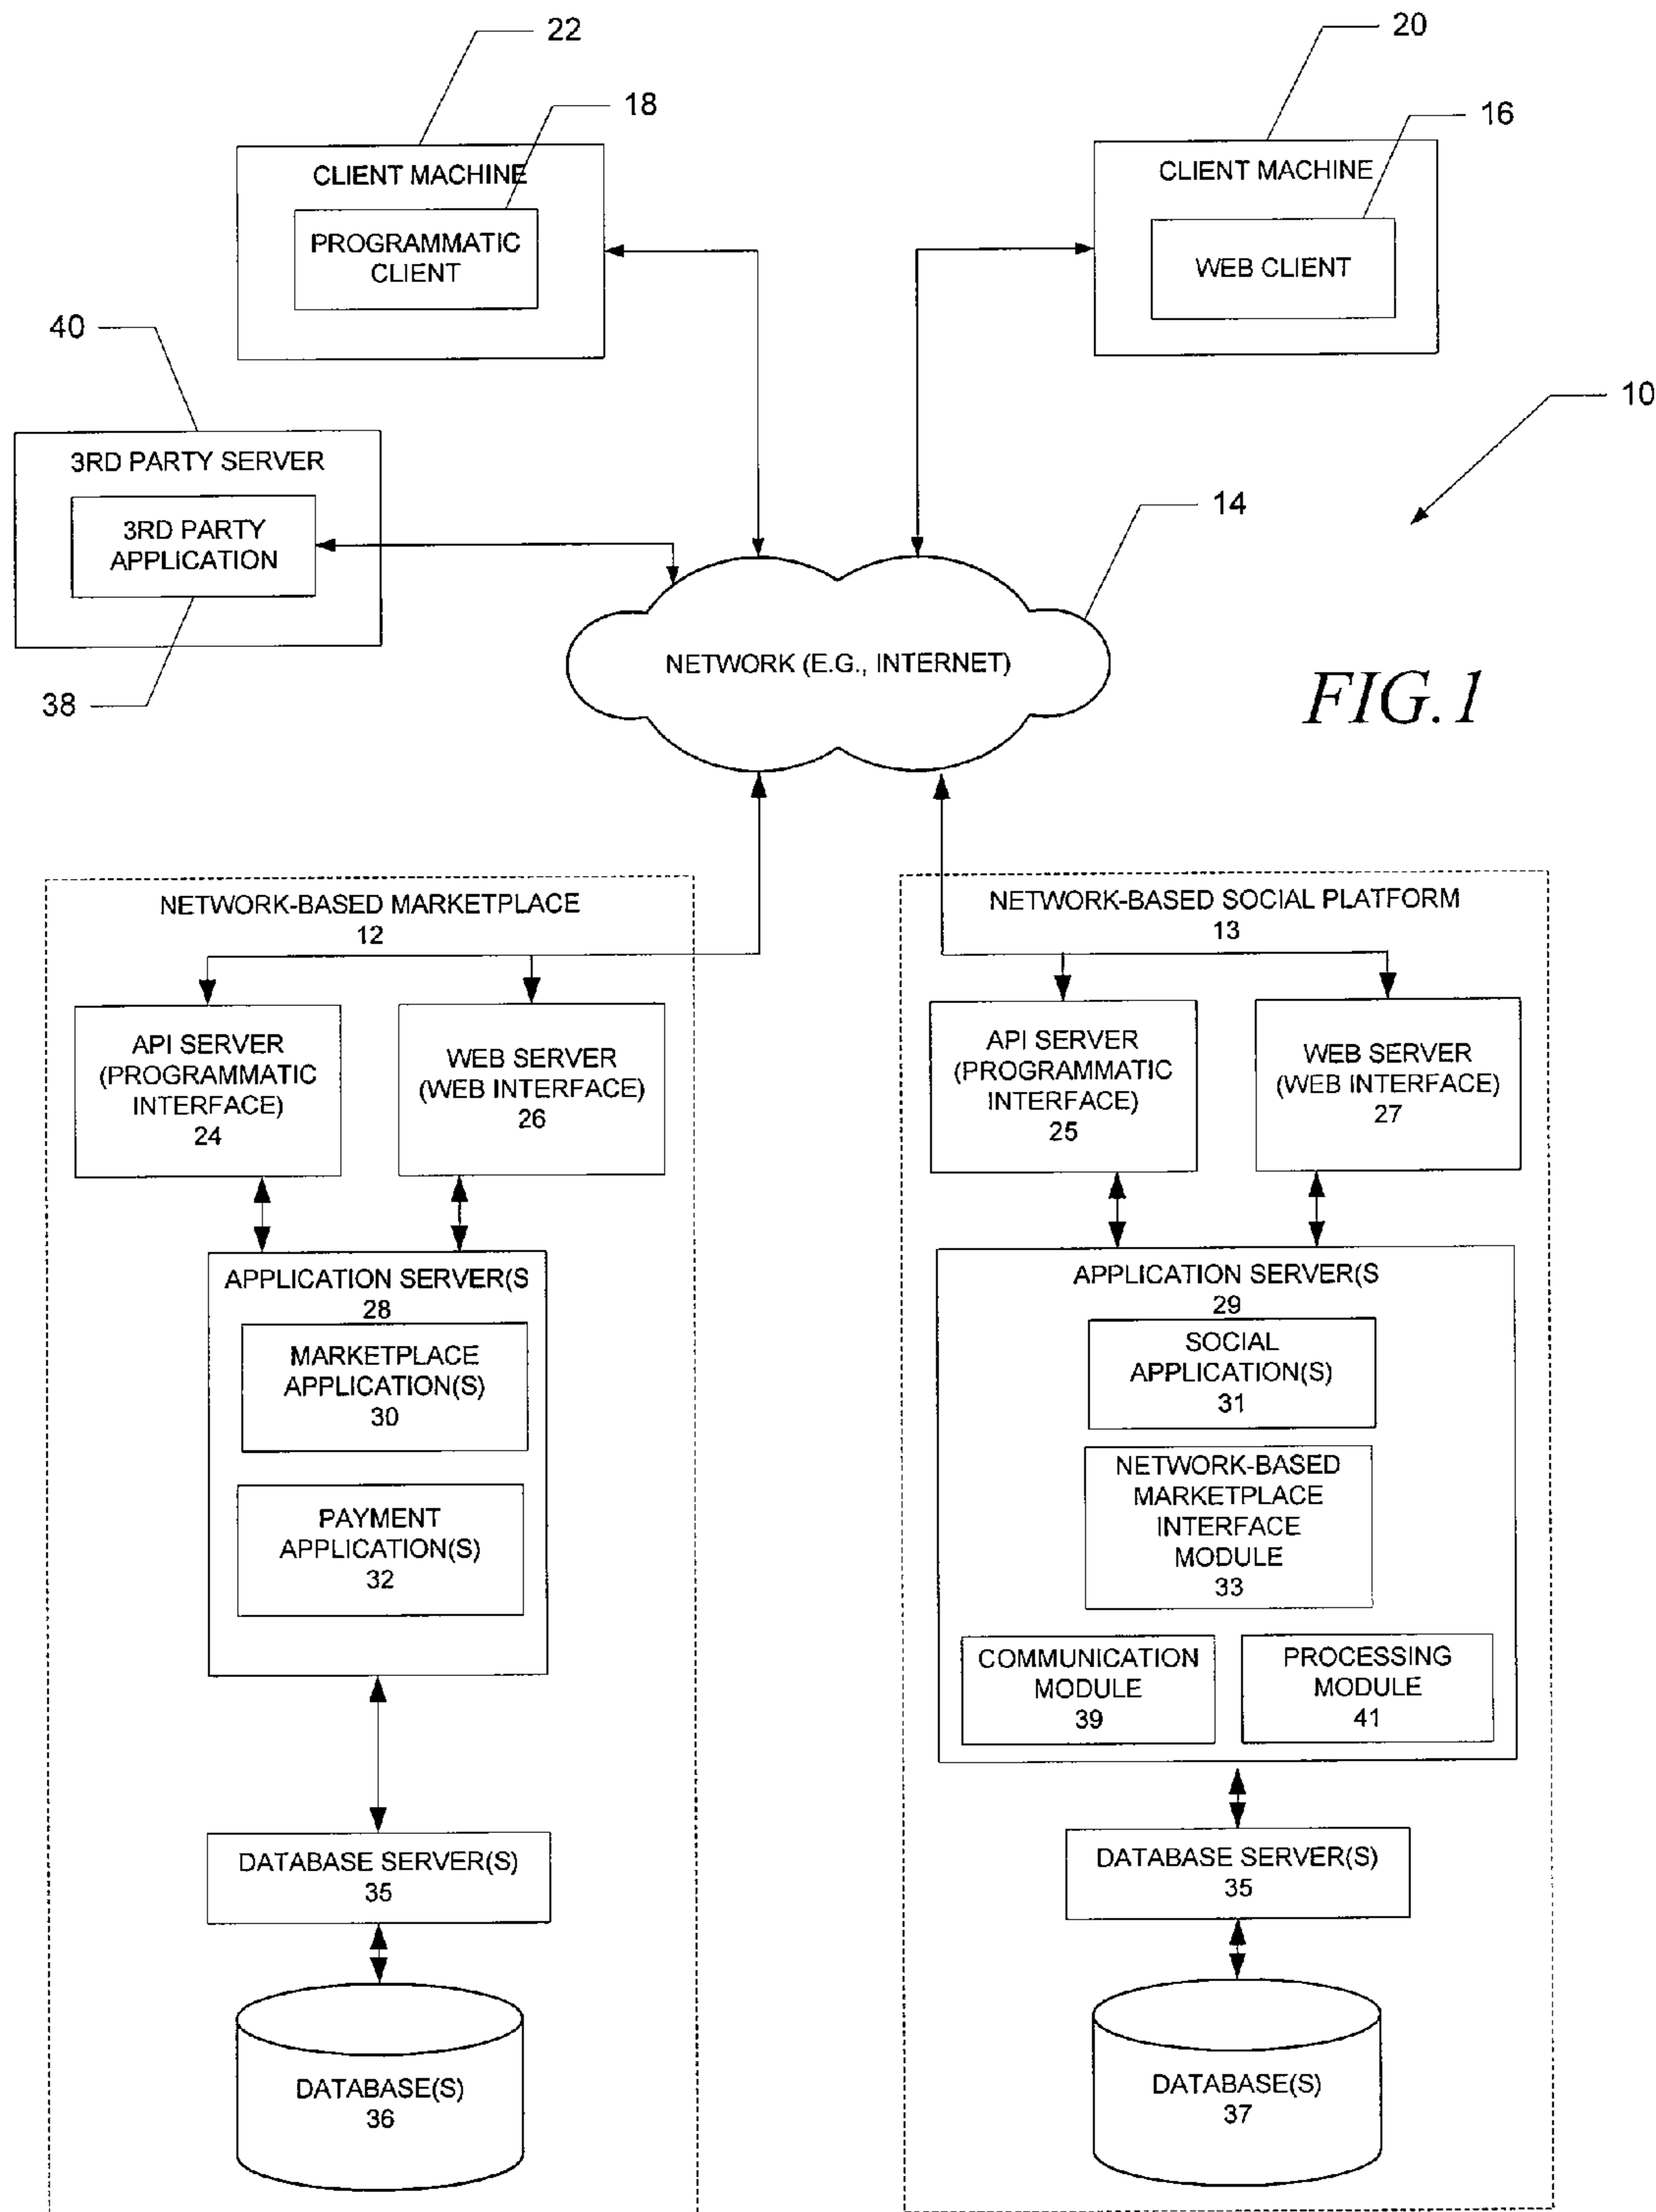 22
20
18
16
CLIENT MACHINE
PROGRAMMATIC
CLIENT
CLIENT MACHINE
WEB CLIENT
40
10
3RD PARTY SERVER
3RD PARTY
APPLICATION
14
38
NETWORK (E.G., INTERNET)
FIG. 1
NETWORK-BASED MARKETPLACE
12
API SERVER
(PROGRAMMATIC
INTERFACE)
24
WEB SERVER
(WEB INTERFACE)
26
APPLICATION SERVER(S
28
MARKETPLACE
APPLICATION(S)
30
PAYMENT
APPLICATION(S)
32
DATABASE SERVER(S)
35
DATABASE(S)
36
NETWORK-BASED SOCIAL PLATFORM
13
API SERVER
(PROGRAMMATIC
INTERFACE)
25
WEB SERVER
(WEB INTERFACE)
27
APPLICATION SERVER(S
29
SOCIAL
APPLICATION(S)
31
NETWORK-BASED
MARKETPLACE
INTERFACE
MODULE
33
COMMUNICATION
MODULE
39
PROCESSING
MODULE
41
DATABASE SERVER(S)
35
DATABASE(S)
37